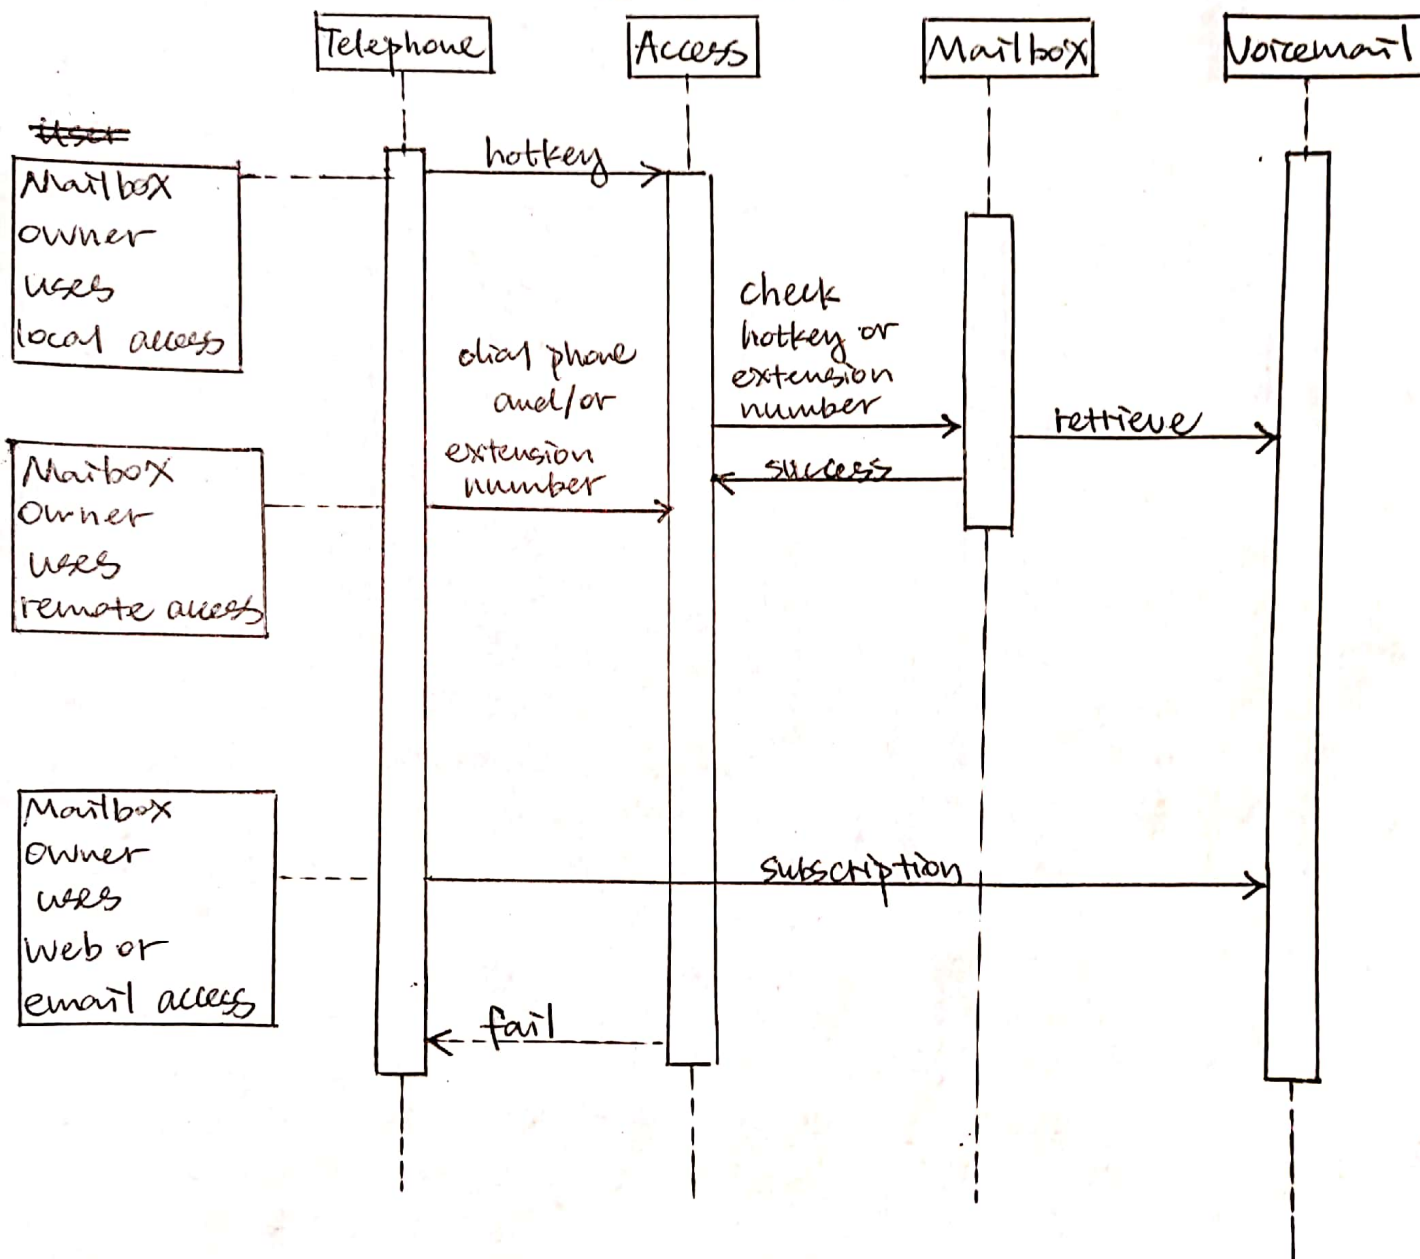 Telephone
Access
Mailbox
Voicemail
user
Mailbox
owner
uses
local access
hotkey
check
hotkey or
extension
number
dial phone
and/or
extension
number
retrieve
success
Maibox
Owner
uses
remote access
Mailbox
Owner
uses
Web or
email access
subscription
fail